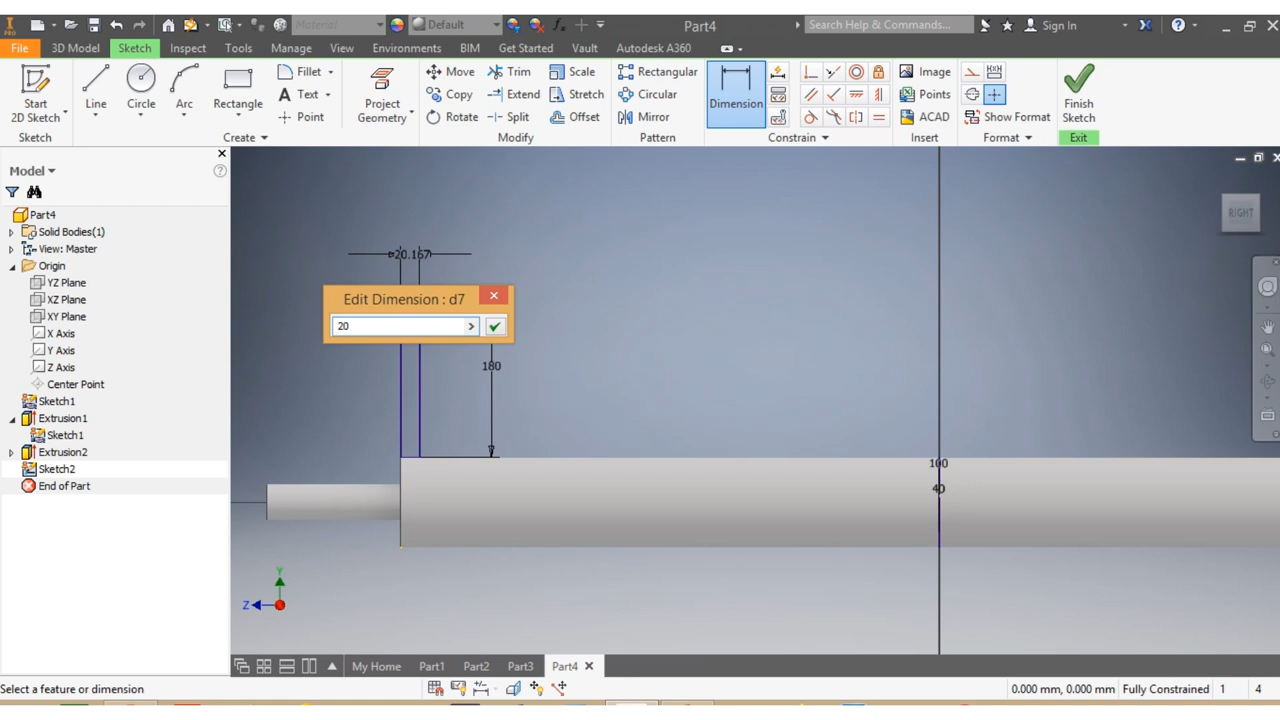 PRO
Material
Default
Part4
Search Help & Commands...
Sign In
File
3D Model
Sketch
Inspect
Tools
Manage
View
Environments
BIM
Get Started
Vault
Autodesk A360
Start
2D Sketch
Line
Circle
Arc
Rectangle
Fillet
Text
Point
Project
Geometry
Move
Copy
Rotate
Trim
Extend
Split
Scale
Stretch
Offset
Rectangular
Circular
Mirror
Dimension
Image
Points
ACAD
Show Format
Finish
Sketch
Sketch
Create
Modify
Pattern
Constrain
Insert
Format
Exit
Model
Part4
Solid Bodies(1)
View: Master
Origin
YZ Plane
XZ Plane
XY Plane
X Axis
Y Axis
Z Axis
Center Point
Sketch1
Extrusion1
Sketch1
Extrusion2
Sketch2
End of Part
RIGHT
20.167
Edit Dimension : d7
20
180
100
40
Y
Z
My Home
Part1
Part2
Part3
Part4
Select a feature or dimension
0.000 mm, 0.000 mm
Fully Constrained
1
4